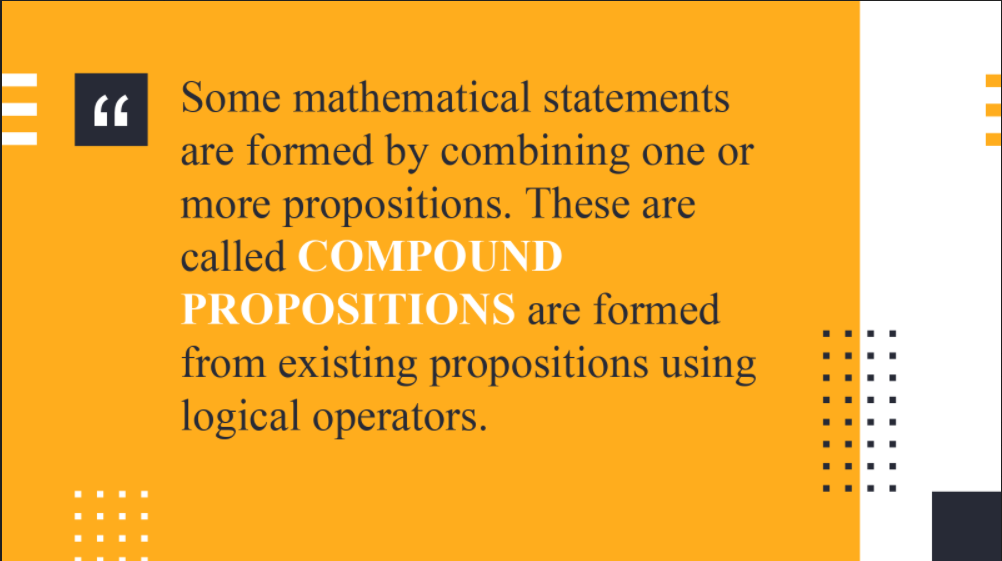 “
Some mathematical statements
are formed by combining one or
more propositions. These are
called COMPOUND
PROPOSITIONS are formed
from existing propositions using
logical operators.